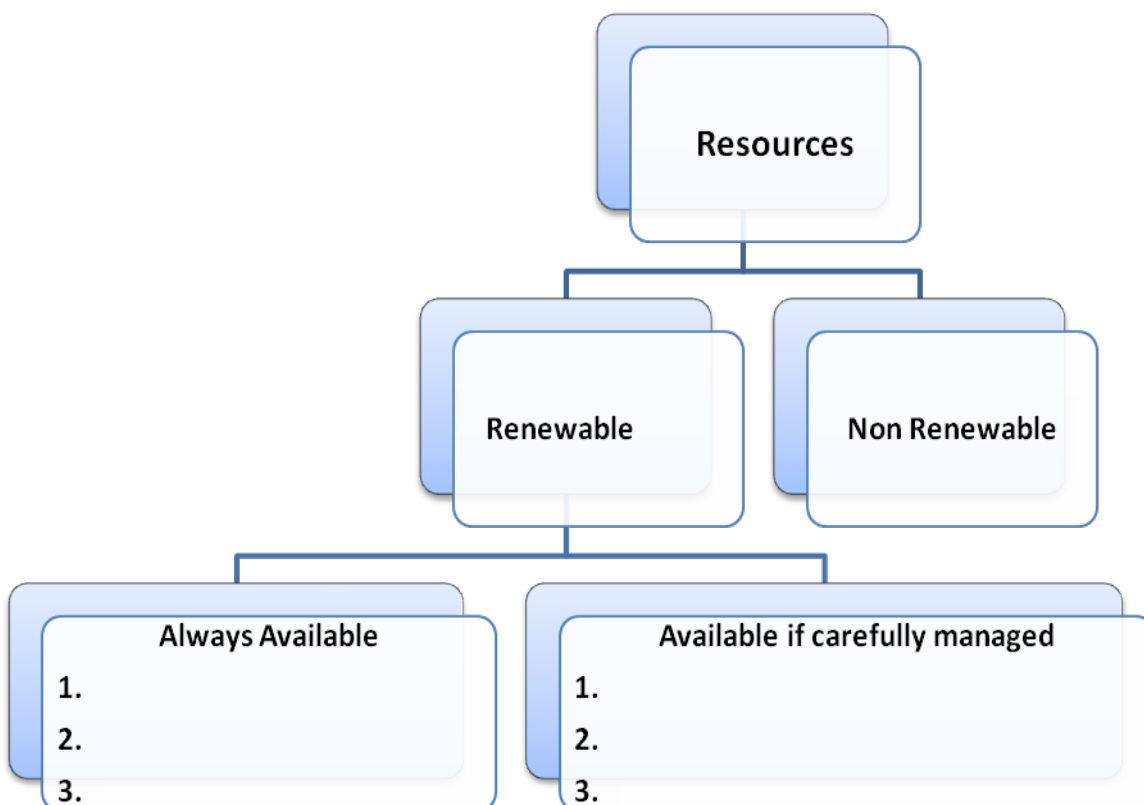 Resources
Renewable
Non Renewable
Always Available
1.
2.
3.
Available if carefully managed
1.
2.
3.